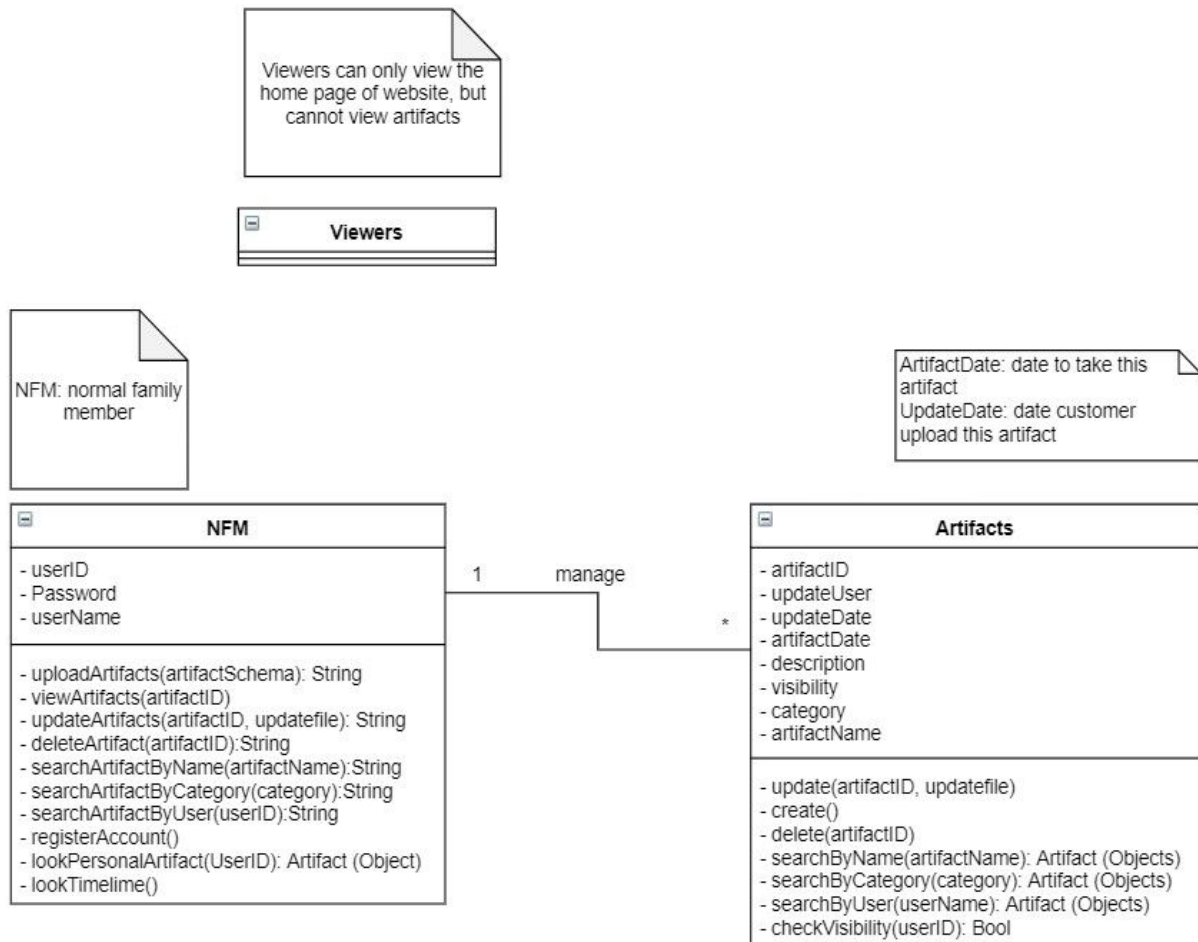 Viewers can only view the
home page of website, but
cannot view artifacts
Viewers
NFM: normal family
member
ArtifactDate: date to take this
artifact
UpdateDate: date customer
upload this artifact
NFM
- userID
- Password
- userName
- uploadArtifacts(artifactSchema): String
- viewArtifacts(artifactID)
- updateArtifacts(artifactID, updatefile): String
- deleteArtifact(artifactID):String
- searchArtifactByName(artifactName):String
- searchArtifactByCategory(category):String
- searchArtifactByUser(userID):String
- registerAccount()
- lookPersonalArtifact(UserID): Artifact (Object)
- lookTimelime()
1 manage
*
Artifacts
- artifactID
- updateUser
- updateDate
- artifactDate
- description
- visibility
- category
- artifactName
- update(artifactID, updatefile)
- create()
- delete(artifactID)
- searchByName(artifactName): Artifact (Objects)
- searchByCategory(category): Artifact (Objects)
- searchByUser(userName): Artifact (Objects)
- checkVisibility(userID): Bool